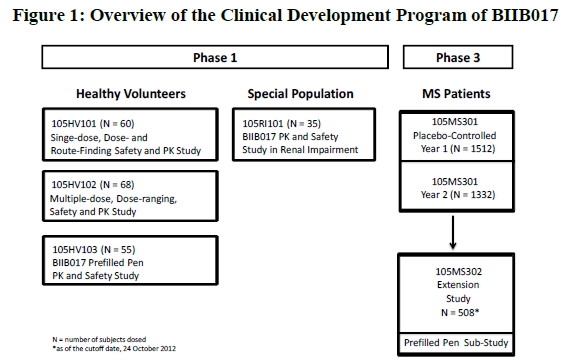 Figure 1: Overview of the Clinical Development Program of BIIB017
Phase 1
Phase 3
Healthy Volunteers
Special Population
MS Patients
105HV101 (N = 60)
Singe-dose, Dose- and
Route-Finding Safety and PK Study
105RI101 (N = 35)
BIIB017 PK and Safety
Study in Renal Impairment
105MS301
Placebo-Controlled
Year 1 (N = 1512)
105HV102 (N = 68)
Multiple-dose, Dose-ranging,
Safety and PK Study
105MS301
Year 2 (N = 1332)
105HV103 (N = 55)
BIIB017 Prefilled Pen
PK and Safety Study
105MS302
Extension
Study
N = 508*
Prefilled Pen Sub-Study
N = number of subjects dosed
*as of the cutoff date, 24 October 2012